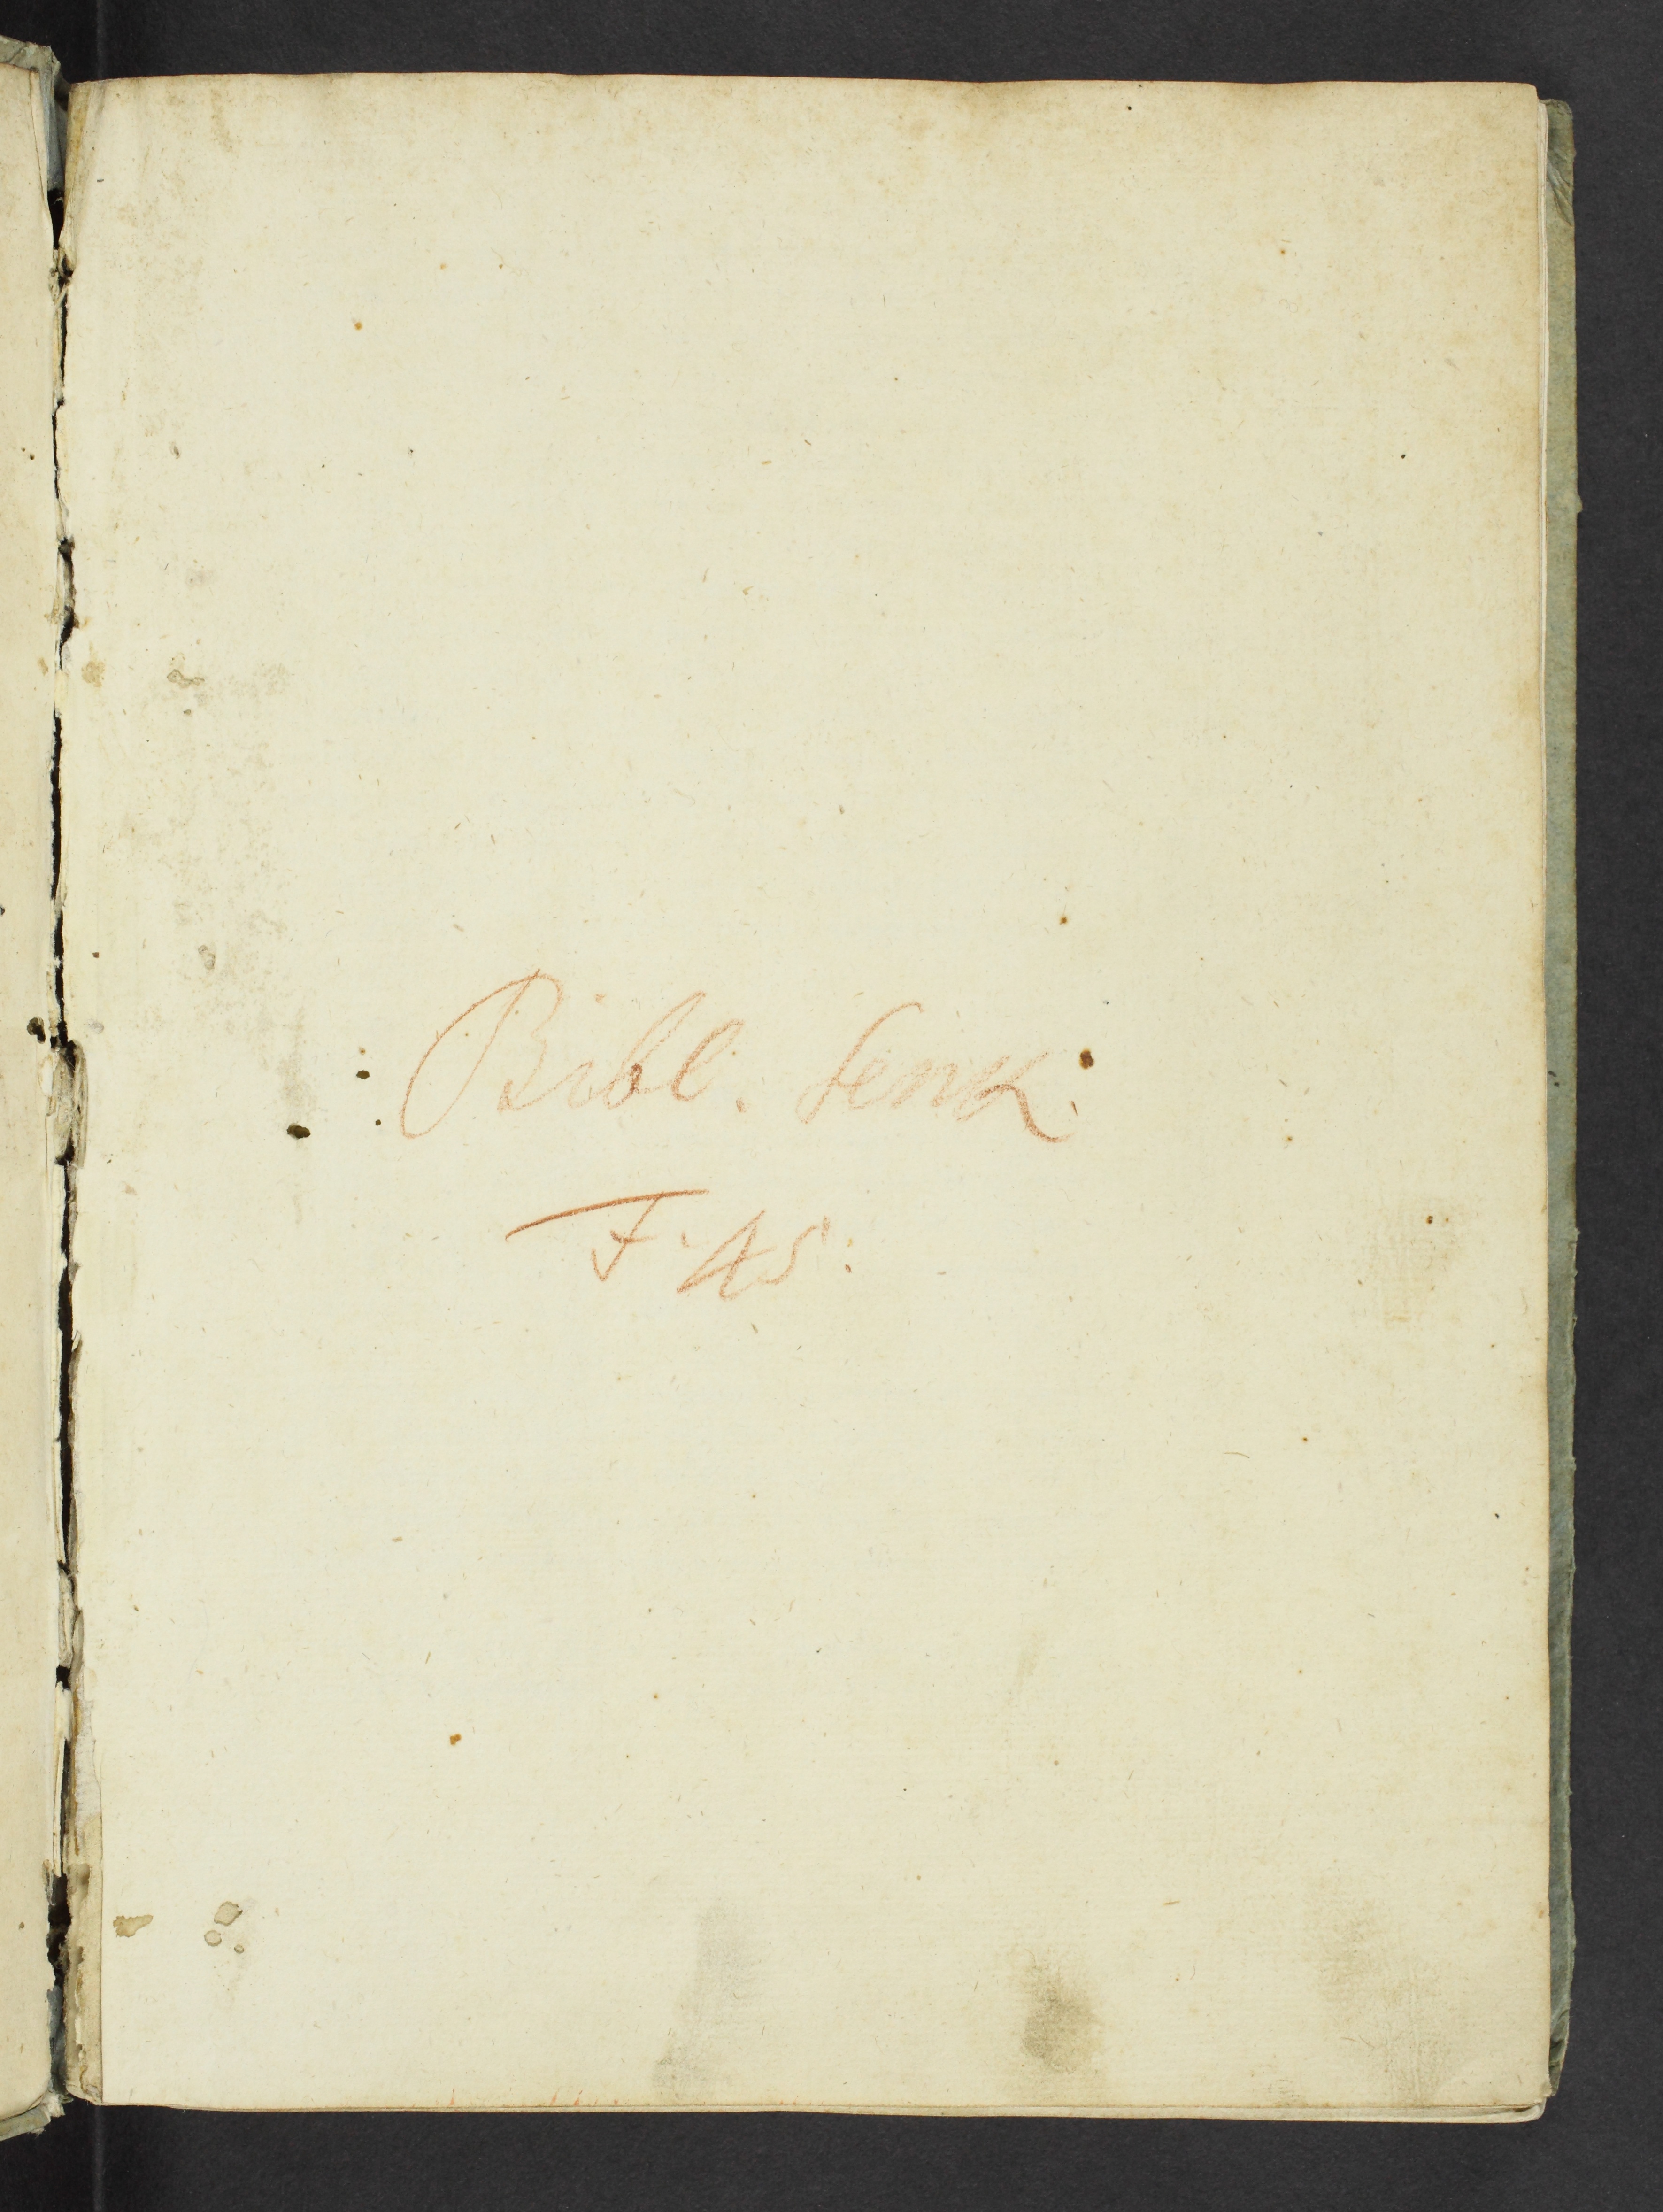 Bibl. Senk.
F. 45.